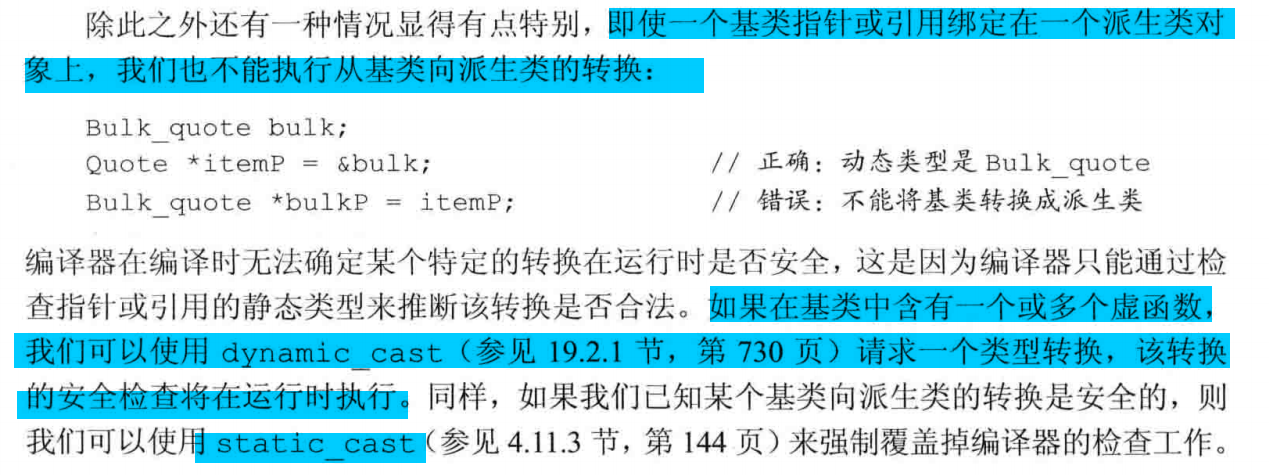 除此之外还有一种情况显得有点特别，即使一个基类指针或引用绑定在一个派生类对
象上，我们也不能执行从基类向派生类的转换：
Bulk_quote bulk;
Quote *itemP = &bulk; // 正确：动态类型是 Bulk_quote
Bulk_quote *bulkP = itemP; // 错误：不能将基类转换成派生类
编译器在编译时无法确定某个特定的转换在运行时是否安全，这是因为编译器只能通过检
查指针或引用的静态类型来推断该转换是否合法。如果在基类中含有一个或多个虚函数，
我们可以使用 dynamic_cast（参见 19.2.1 节，第 730 页）请求一个类型转换，该转换
的安全检查将在运行时执行。同样，如果我们已知某个基类向派生类的转换是安全的，则
我们可以使用 static_cast（参见 4.11.3 节，第 144 页）来强制覆盖掉编译器的检查工作。